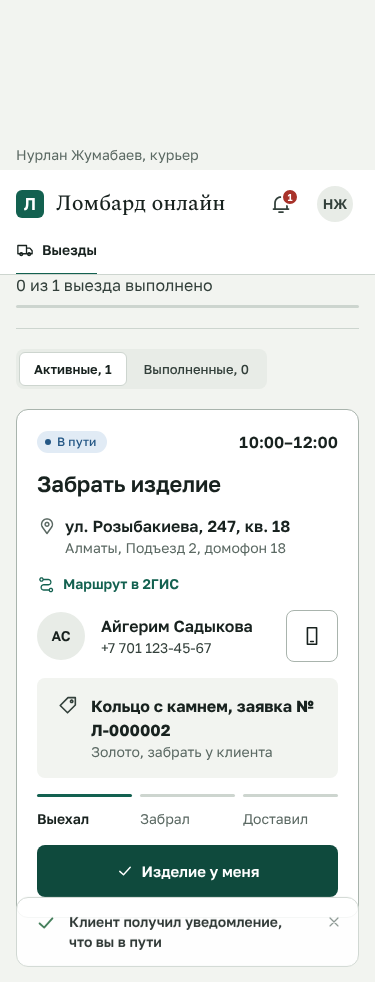 Нурлан Жумабаев, курьер
Л Ломбард онлайн 1 НЖ
Выезды
0 из 1 выезда выполнено
Активные, 1 Выполненные, 0
В пути 10:00–12:00
Забрать изделие
ул. Розыбакиева, 247, кв. 18
Алматы, Подъезд 2, домофон 18
Маршрут в 2ГИС
АС Айгерим Садыкова
+7 701 123-45-67
Кольцо с камнем, заявка №
Л-000002
Золото, забрать у клиента
Выехал Забрал Доставил
Изделие у меня
Клиент получил уведомление,
что вы в пути